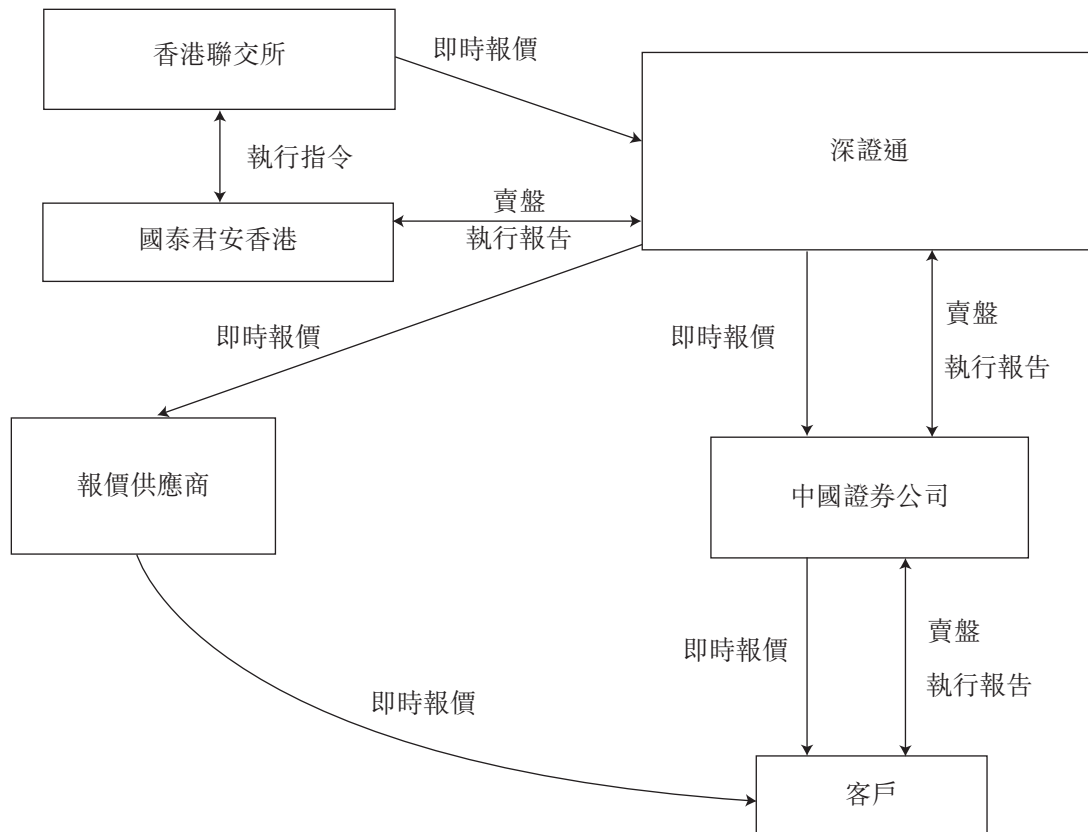 香港聯交所
即時報價
深證通
執行指令
國泰君安香港
賣盤
執行報告
即時報價
即時報價
賣盤
執行報告
報價供應商
中國證券公司
即時報價
賣盤
執行報告
即時報價
客戶